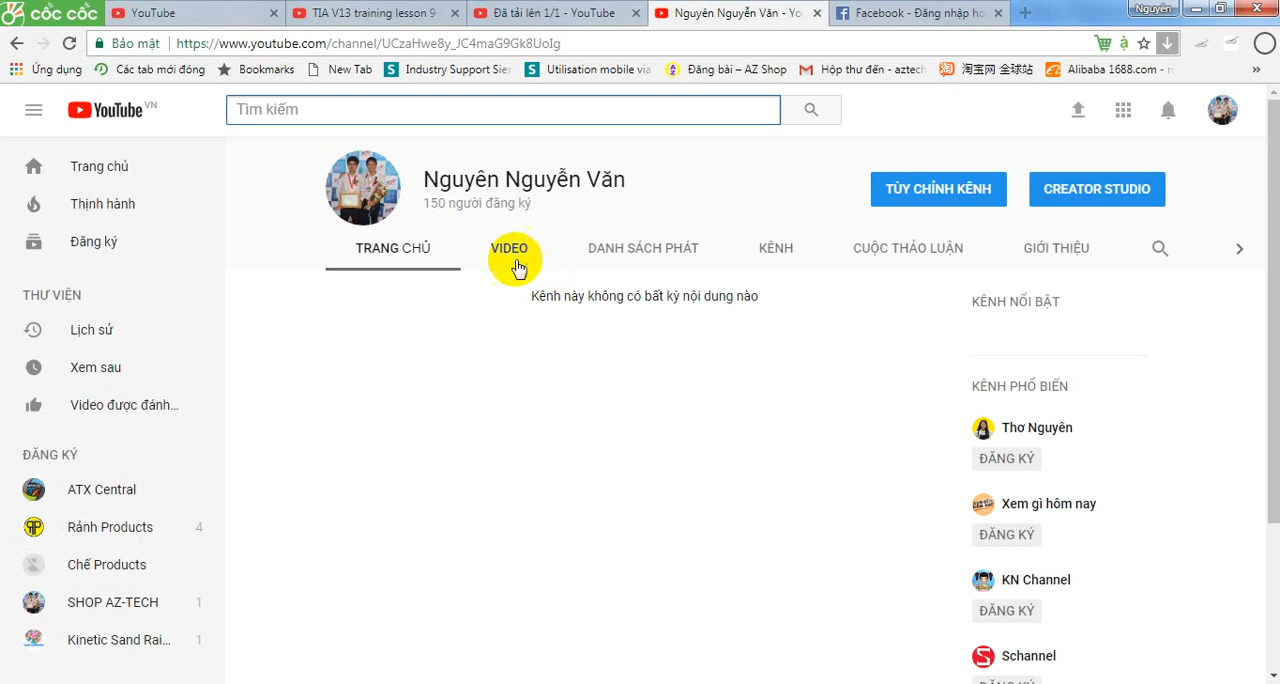 cốc cốc
YouTube
TIA V13 training lesson 9
Đã tải lên 1/1 - YouTube
Nguyên Nguyễn Văn - Yo
Facebook - Đăng nhập ho
Nguyên
Bảo mật
https://www.youtube.com/channel/UCzaHwe8y_JC4maG9Gk8UoIg
Ứng dụng
Các tab mới đóng
Bookmarks
New Tab
Industry Support Sie
Utilisation mobile via
Đăng bài – AZ Shop
Hộp thư đến - aztech
淘宝网 全球站
Alibaba 1688.com -
YouTube VN
Tìm kiếm
Trang chủ
Thịnh hành
Đăng ký
THƯ VIỆN
Lịch sử
Xem sau
Video được đánh...
ĐĂNG KÝ
ATX Central
Rảnh Products 4
Chế Products
SHOP AZ-TECH 1
Kinetic Sand Rai... 1
Nguyên Nguyễn Văn
150 người đăng ký
TÙY CHỈNH KÊNH
CREATOR STUDIO
TRANG CHỦ
VIDEO
DANH SÁCH PHÁT
KÊNH
CUỘC THẢO LUẬN
GIỚI THIỆU
Kênh này không có bất kỳ nội dung nào
KÊNH NỔI BẬT
KÊNH PHỔ BIẾN
Thơ Nguyên
ĐĂNG KÝ
Xem gì hôm nay
ĐĂNG KÝ
KN Channel
ĐĂNG KÝ
Schannel
ĐĂNG KÝ